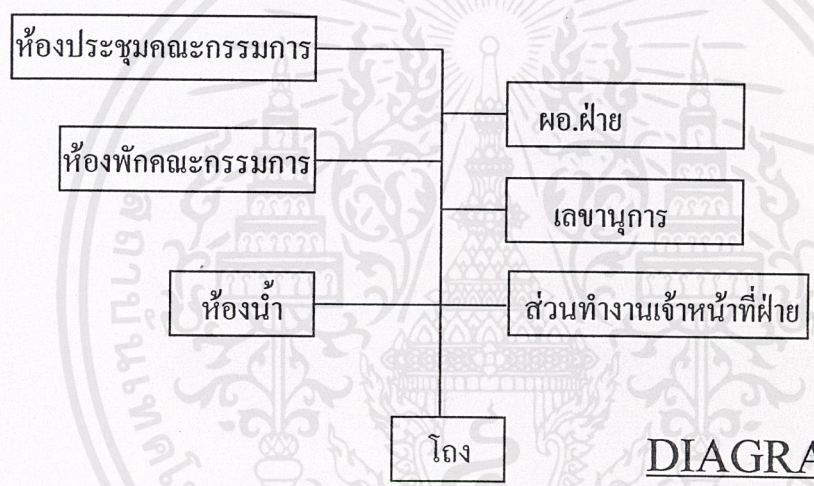 ห้องประชุมคณะกรรมการ
ผอ.ฝ่าย
ห้องพักคณะกรรมการ
เลขานุการ
ห้องน้ำ
ส่วนทำงานเจ้าหน้าที่ฝ่าย
โถง
DIAGRA